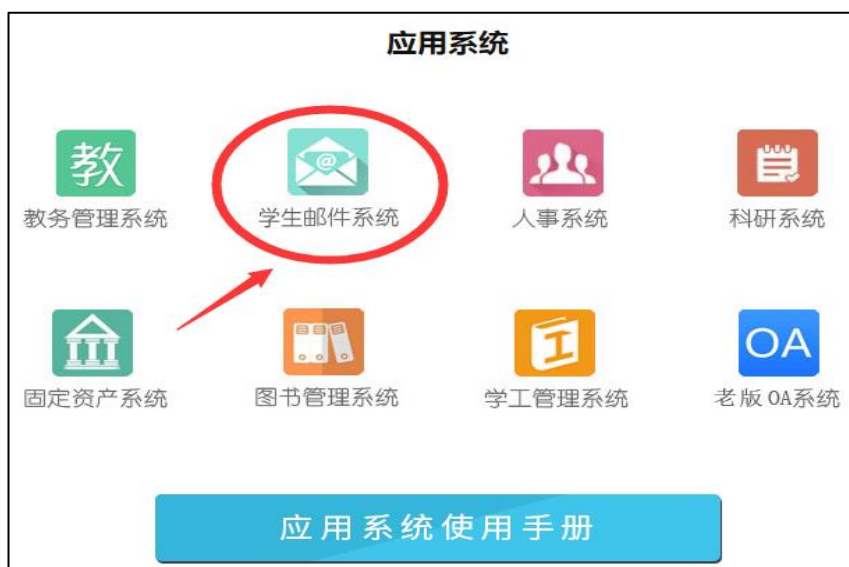 应用系统
教
@
教务管理系统
学生邮件系统
人事系统
科研系统
工
OA
固定资产系统
图书管理系统
学工管理系统
老版 OA系统
应用系统使用手册